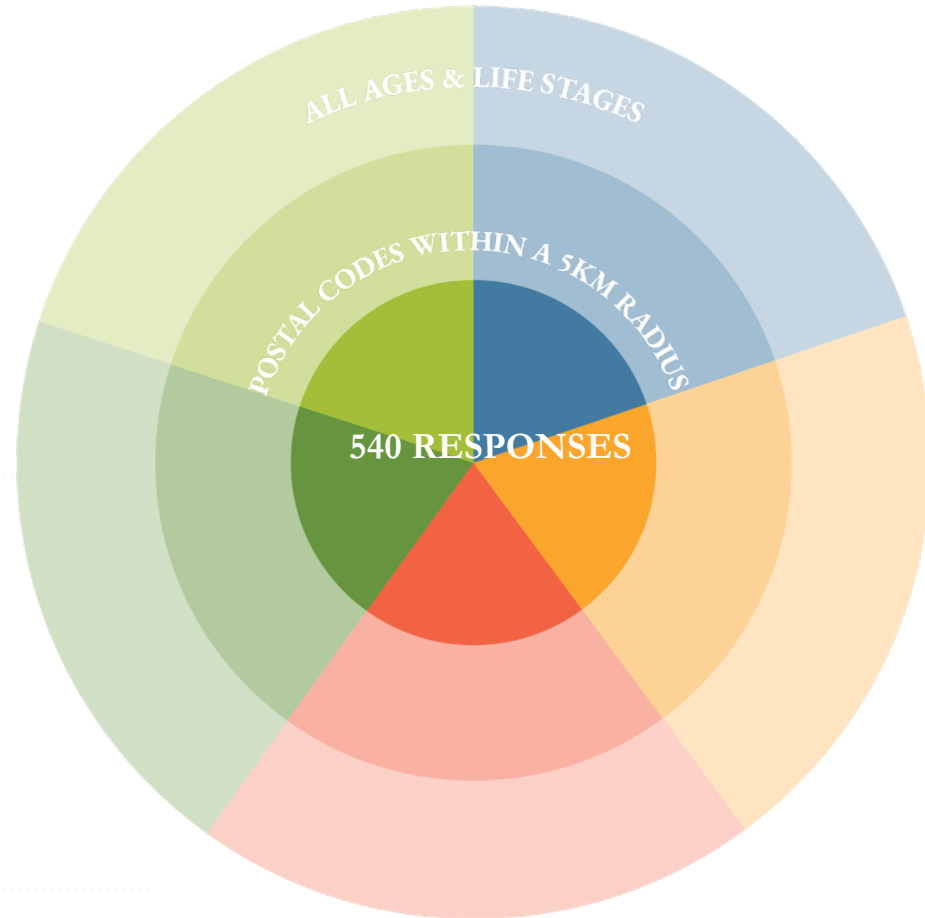 ALL AGES & LIFE STAGES
POSTAL CODES WITHIN A 5KM RADIUS
540 RESPONSES